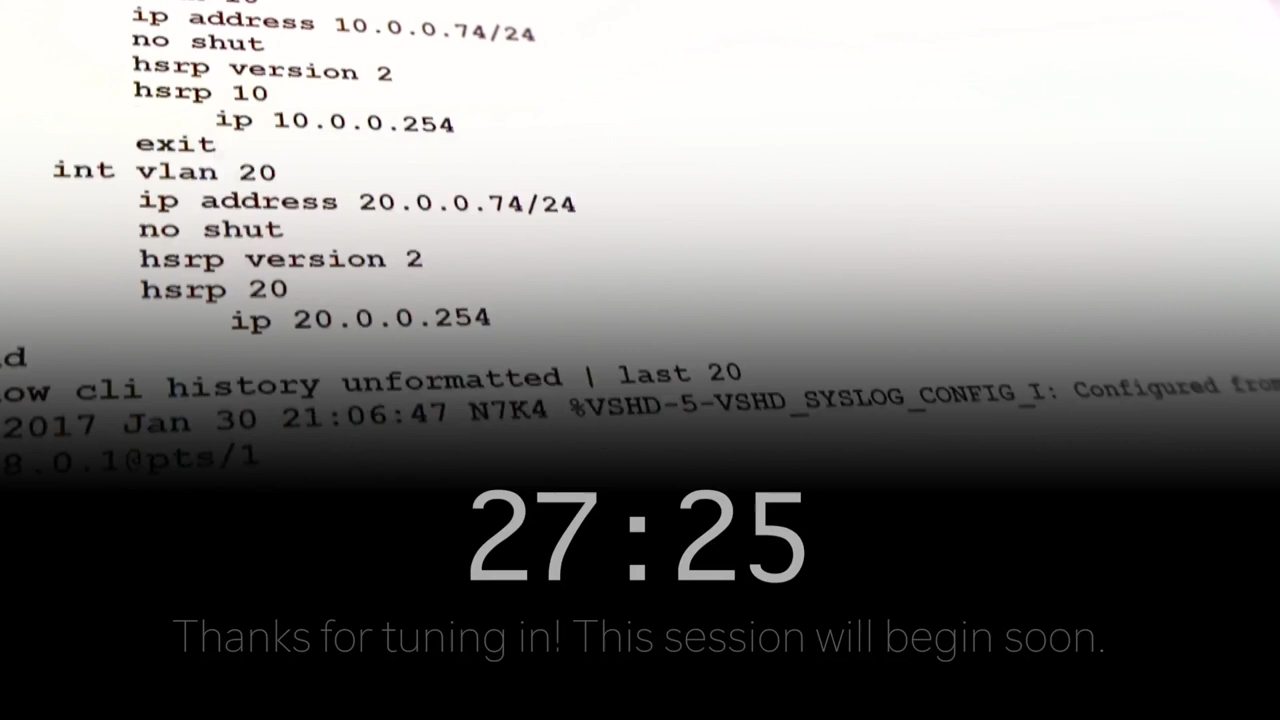 ip address 10.0.0.74/24
no shut
hsrp version 2
hsrp 10
ip 10.0.0.254
exit
int vlan 20
ip address 20.0.0.74/24
no shut
hsrp version 2
hsrp 20
ip 20.0.0.254
d
ow cli history unformatted | last 20
2017 Jan 30 21:06:47 N7K4 %VSHD-5-VSHD_SYSLOG_CONFIG_I: Configured from
8.0.1@pts/1
27:25
Thanks for tuning in! This session will begin soon.